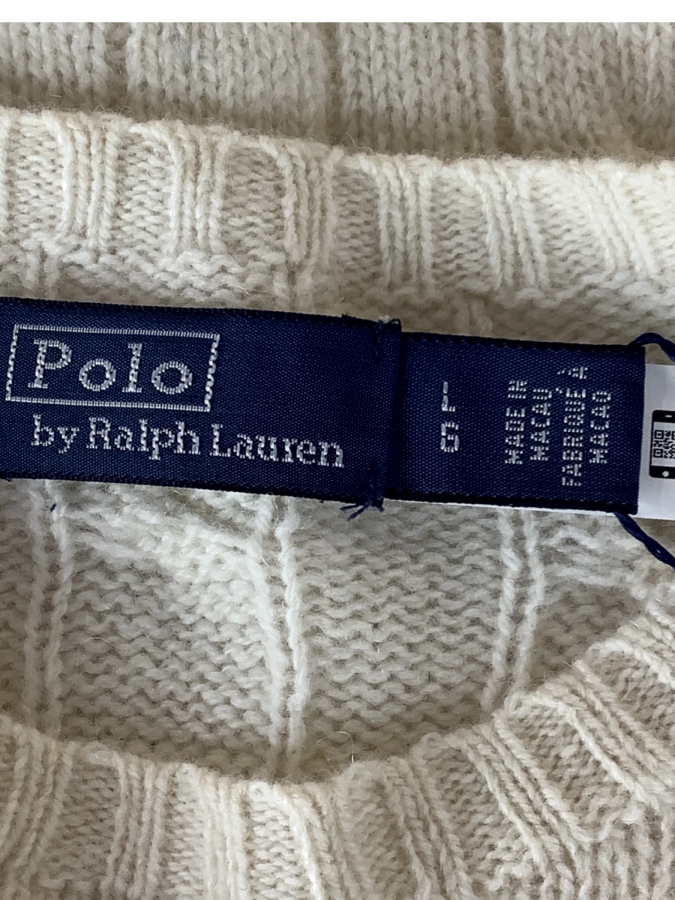 Polo
by Ralph Lauren
L
G
MADE IN
MACAU
FABRIQUÉ À
MACAO